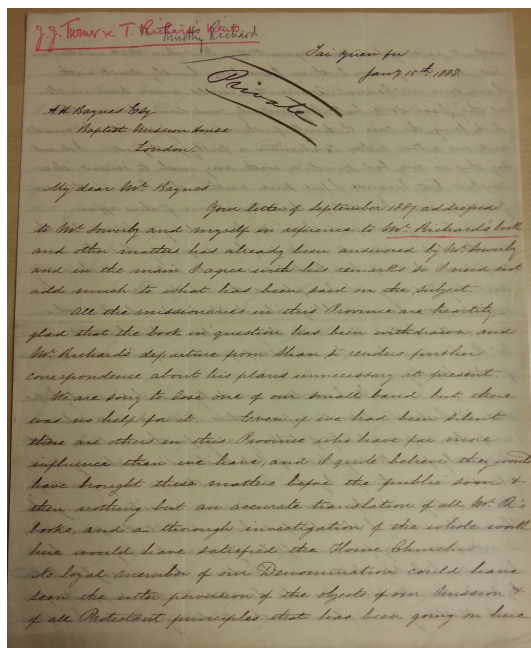 J.J. Turner re T. Richard's views
Timothy Richard
Tai Yüen fu
Jany 15th 1888.
Private
A.H. Baynes Esq
Baptist Mission House
London.
My dear Mr. Baynes
Your letter of September 1887 addressed
to Mr. Sowerby and myself in reference to Mr. Richard's book
and other matters has already been answered by Mr. Sowerby
and in the main I agree with his remarks so I need not
add much to what has been said on the subject.
All the missionaries in this Province are heartily
glad that the book in question has been withdrawn and
Mr. Richard's departure from Shan si renders further
correspondence about his plans unnecessary at present.
We are sorry to lose one of our small band but there
was no help for it. Even if we had been silent
there are others in this Province who have far more
influence than we have, and I quite believe they would
have brought these matters before the public soon &
then nothing but an accurate translation of all Mr. R's
books, and a through investigation of the whole work
here would have satisfied the Home Churches
No loyal member of our Denomination could have
seen the utter perversion of the objects of our Mission &
of all Protestant principles that has been going on here